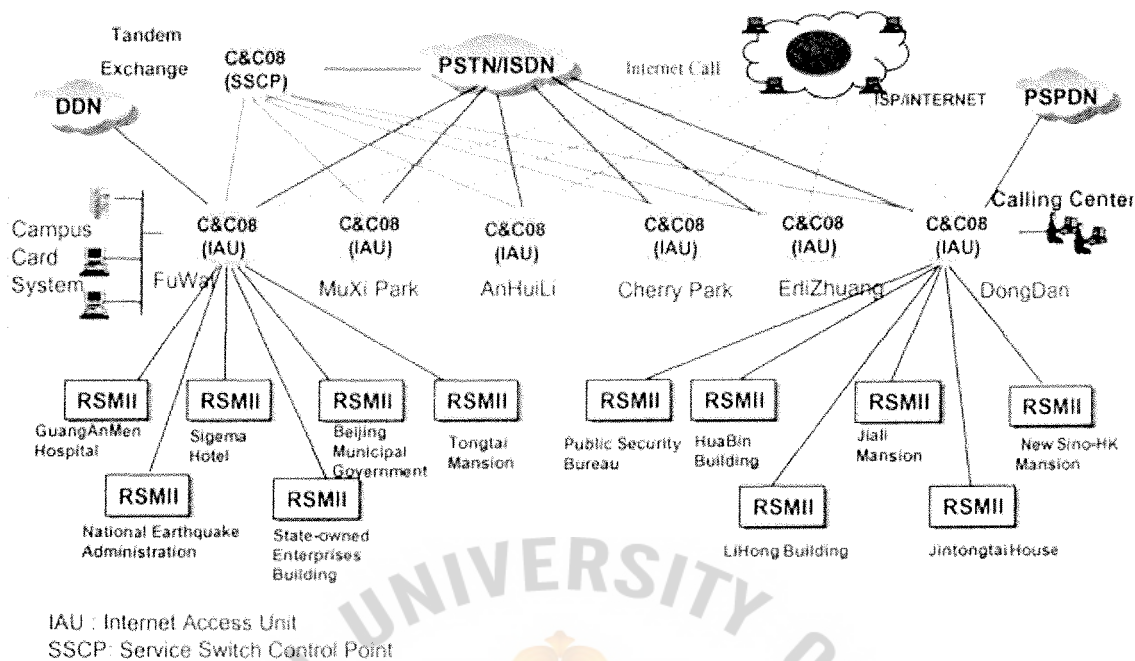 Tandem
Exchange
C&C08
(SSCP)
PSTN/ISDN
Internet Call
ISP/INTERNET
DDN
PSPDN
Campus
Card
System
C&C08
(IAU)
FuWay
C&C08
(IAU)
MuXi Park
C&C08
(IAU)
AnHuiLi
C&C08
(IAU)
Cherry Park
C&C08
(IAU)
ErliZhuang
C&C08
(IAU)
DongDan
Calling Center
RSMII
GuangAnMen
Hospital
RSMII
Sigema
Hotel
RSMII
Beijing
Municipal
Government
RSMII
Tongtai
Mansion
RSMII
Public Security
Bureau
RSMII
HuaBin
Building
RSMII
Jiali
Mansion
RSMII
New Sino-HK
Mansion
RSMII
National Earthquake
Administration
RSMII
State-owned
Enterprises
Building
RSMII
LiHong Building
RSMII
Jintongtai House
UNIVERSITY O
IAU : Internet Access Unit
SSCP: Service Switch Control Point